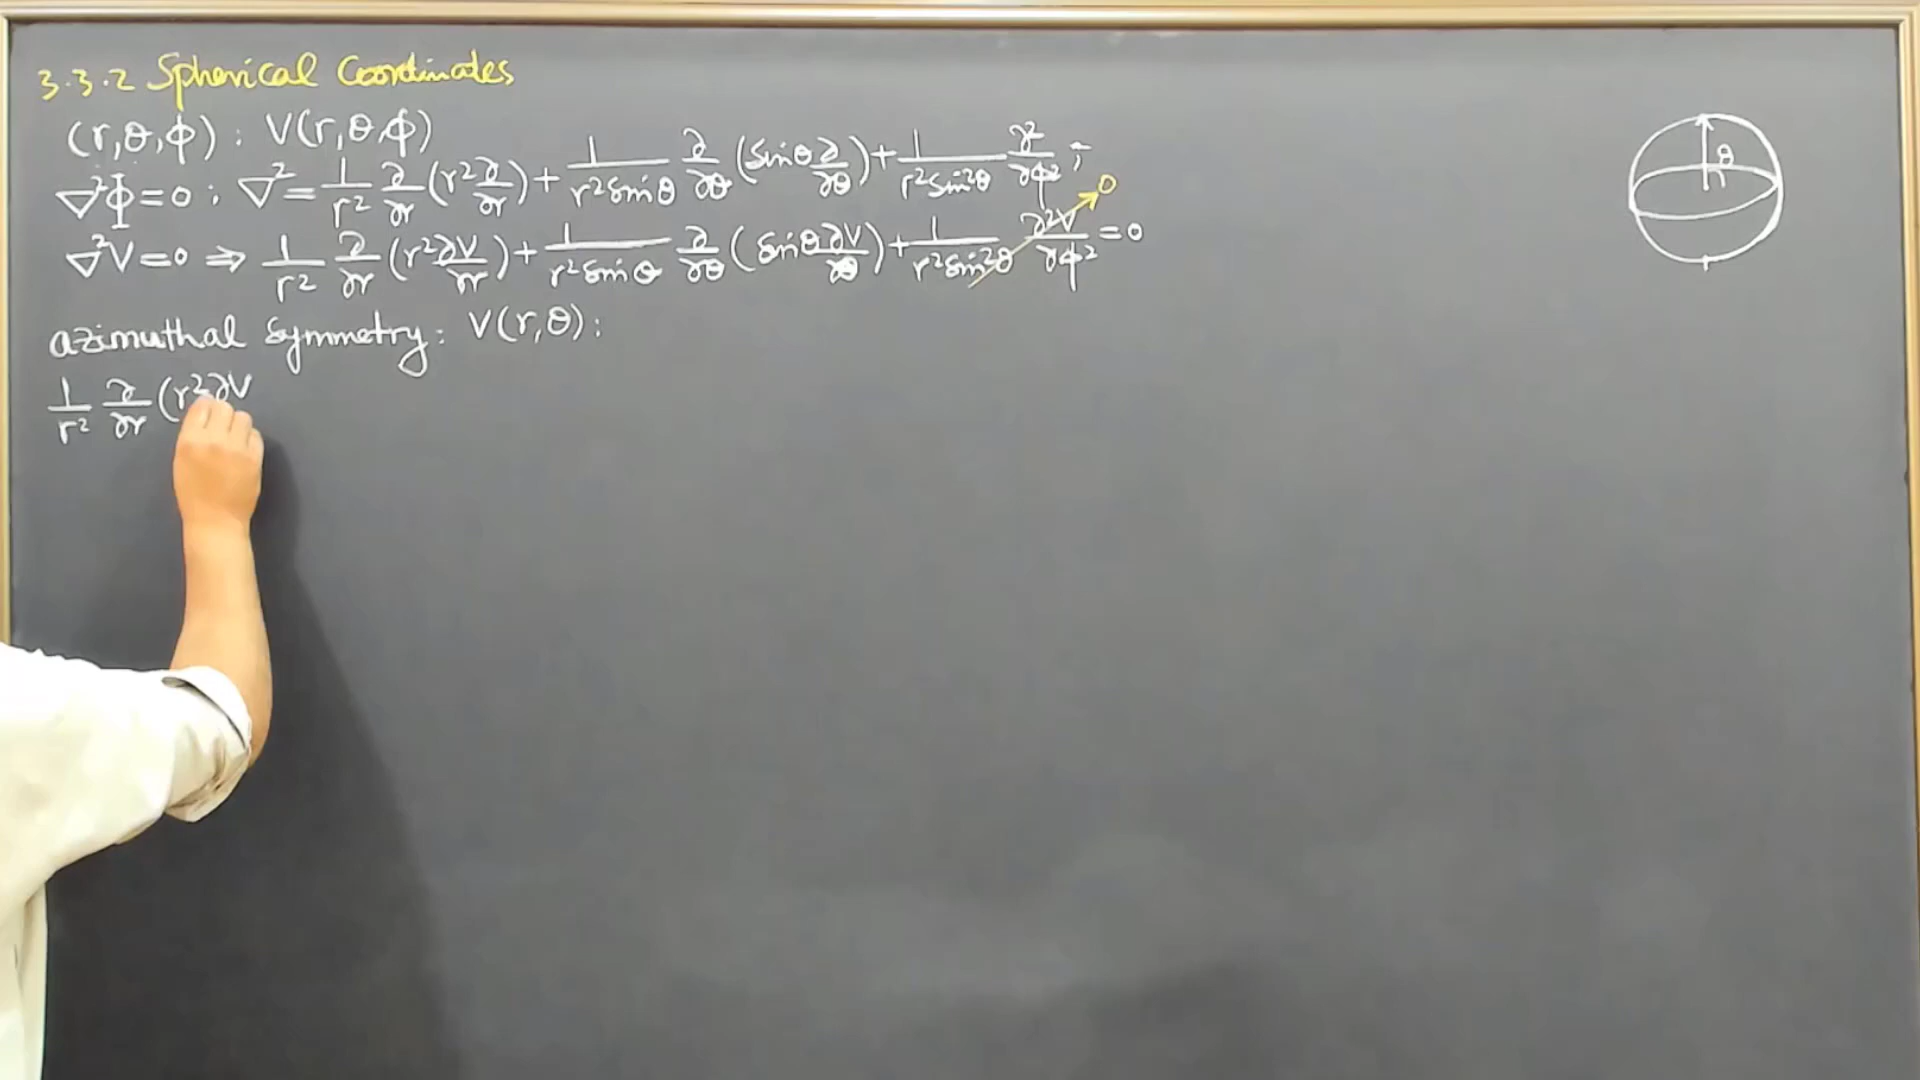 3.3.2 Spherical Coordinates
(r,θ,ϕ) : V(r,θ,ϕ)
∇²Φ=0 : ∇²= 1/r² ∂/∂r (r² ∂/∂r) + 1/(r² sinθ) ∂/∂θ (sinθ ∂/∂θ) + 1/(r² sin²θ) ∂²/∂ϕ² ;
∇²V=0 ⇒ 1/r² ∂/∂r (r² ∂V/∂r) + 1/(r² sinθ) ∂/∂θ (sinθ ∂V/∂θ) + 1/(r² sin²θ) ∂²V/∂ϕ² = 0
0
azimuthal symmetry: V(r,θ) :
1/r² ∂/∂r (r² ∂V
θ